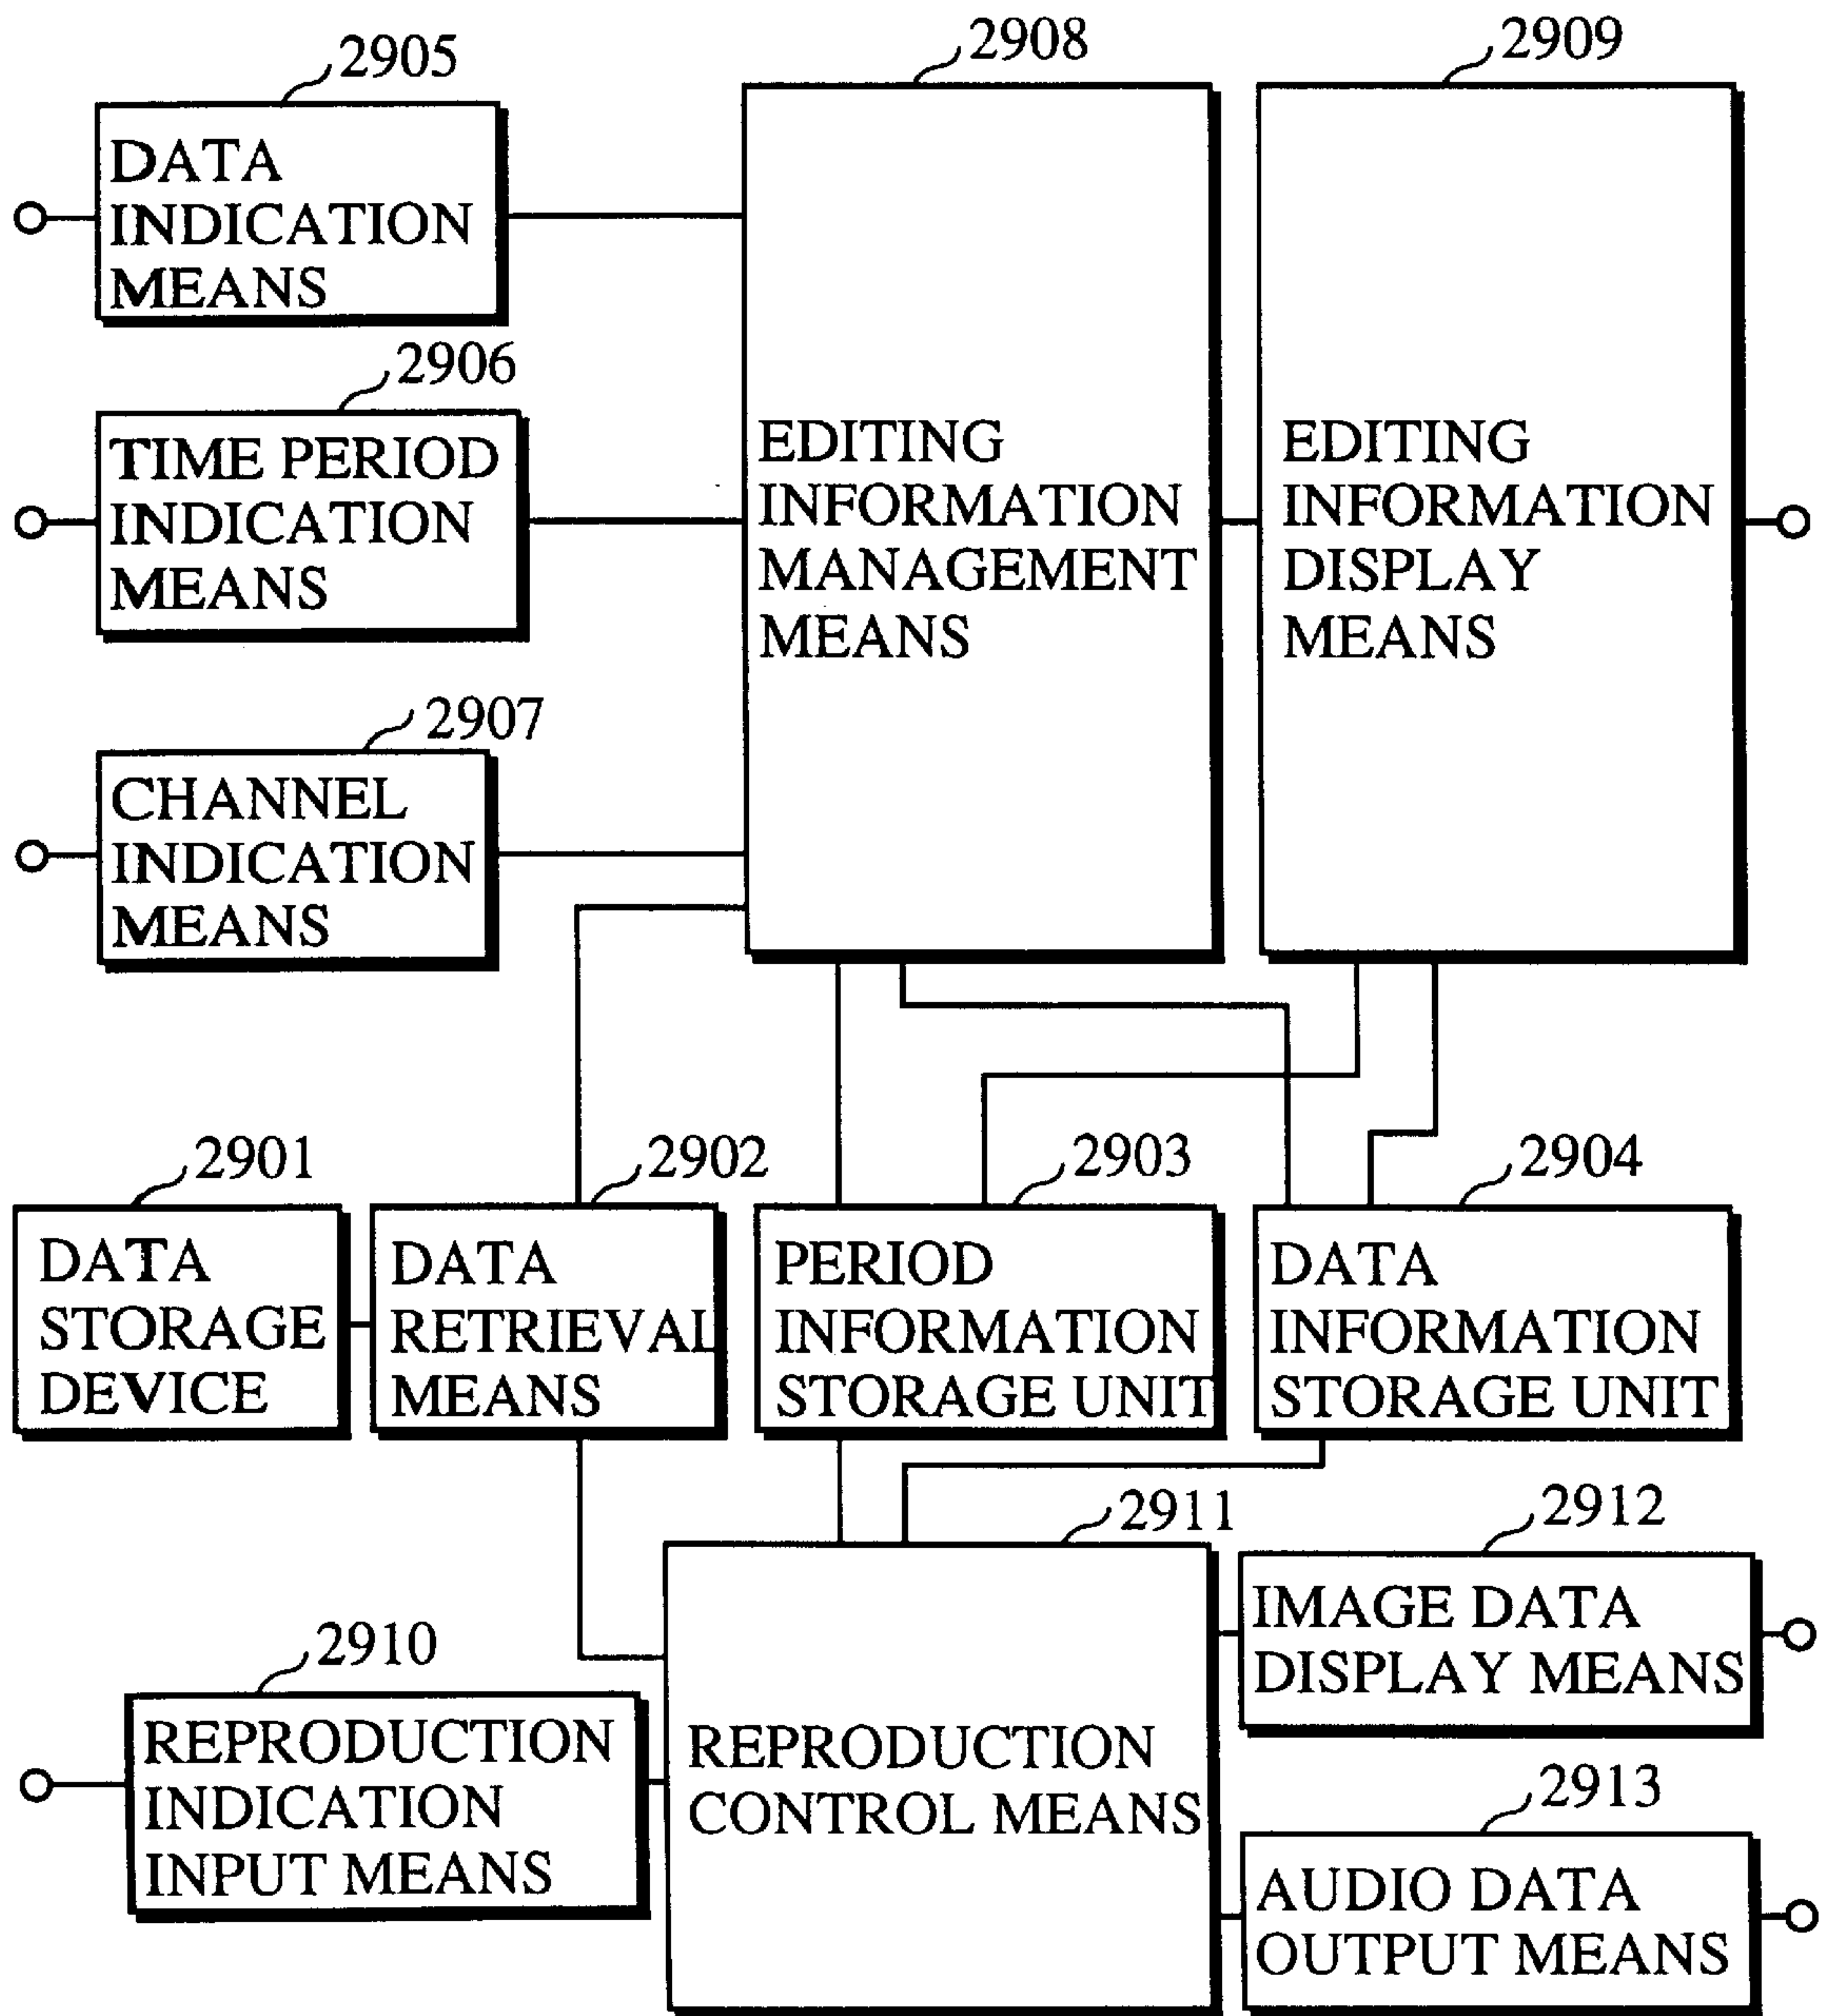 2905
DATA
INDICATION
MEANS
2906
TIME PERIOD
INDICATION
MEANS
2907
CHANNEL
INDICATION
MEANS
2908
EDITING
INFORMATION
MANAGEMENT
MEANS
2909
EDITING
INFORMATION
DISPLAY
MEANS
2901
DATA
STORAGE
DEVICE
2902
DATA
RETRIEVAL
MEANS
2903
PERIOD
INFORMATION
STORAGE UNIT
2904
DATA
INFORMATION
STORAGE UNIT
2910
REPRODUCTION
INDICATION
INPUT MEANS
2911
REPRODUCTION
CONTROL MEANS
2912
IMAGE DATA
DISPLAY MEANS
2913
AUDIO DATA
OUTPUT MEANS